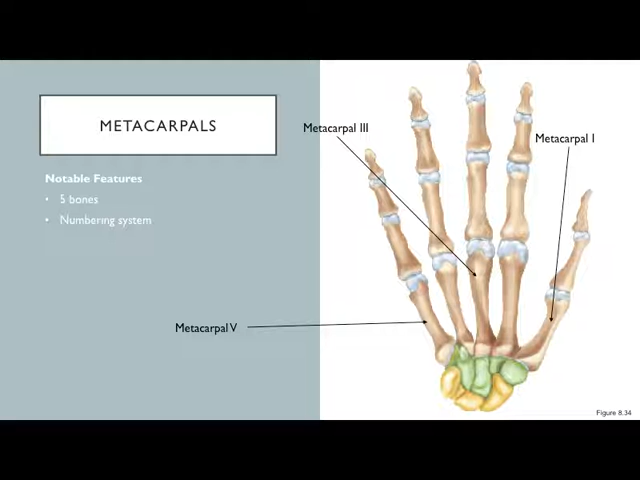 METACARPALS
Notable Features
• 5 bones
• Numbering system
Metacarpal III
Metacarpal I
Metacarpal V
Figure 8.34